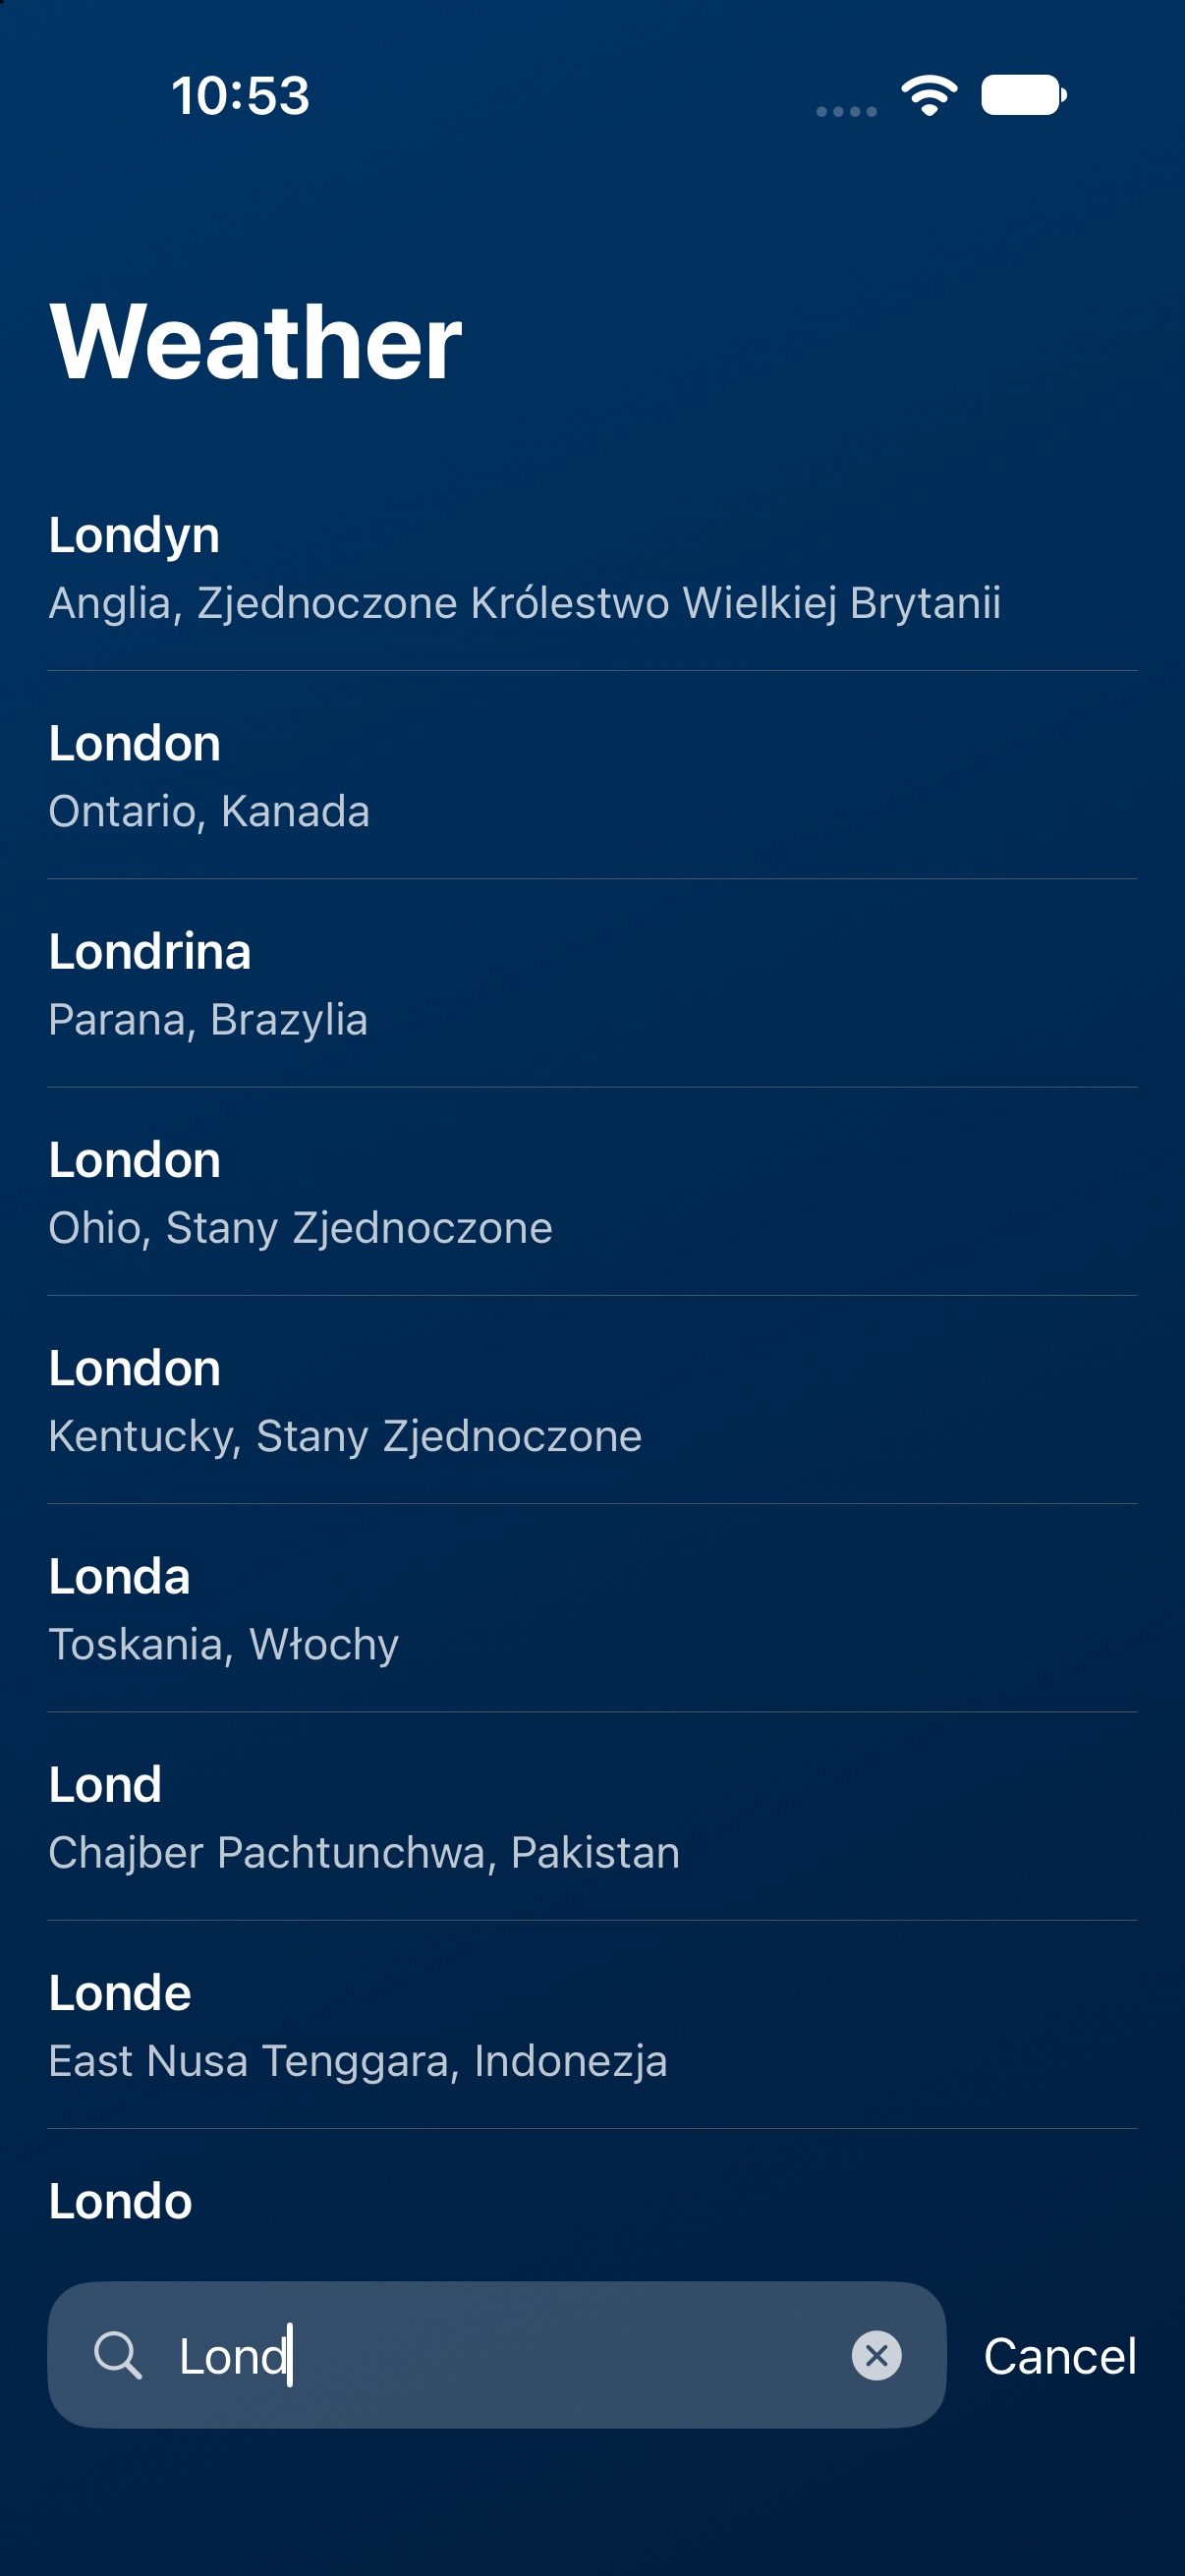 10:53
Weather
Londyn
Anglia, Zjednoczone Królestwo Wielkiej Brytanii
London
Ontario, Kanada
Londrina
Parana, Brazylia
London
Ohio, Stany Zjednoczone
London
Kentucky, Stany Zjednoczone
Londa
Toskania, Włochy
Lond
Chajber Pachtunchwa, Pakistan
Londe
East Nusa Tenggara, Indonezja
Londo
Lond
Cancel